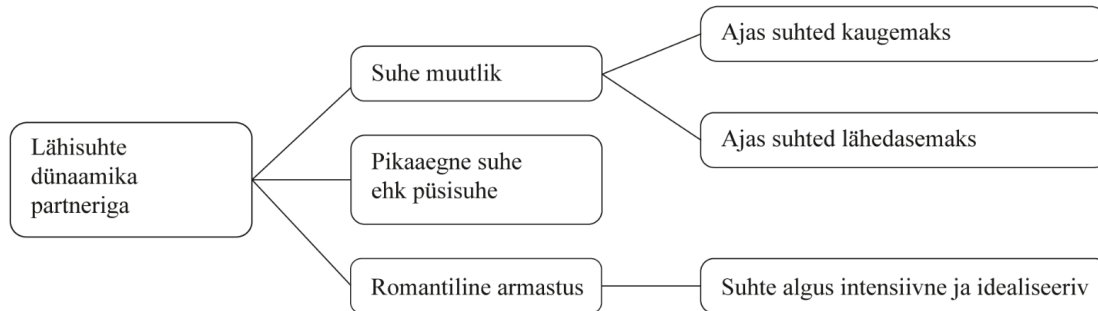 Lähisuhte
dünaamika
partneriga
Suhe muutlik
Pikaaegne suhe
ehk püsisuhe
Romantiline armastus
Ajas suhted kaugemaks
Ajas suhted lähedasemaks
Suhte algus intensiivne ja idealiseeriv